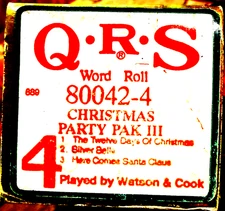 Q·R·S
Word Roll
889
80042-4
CHRISTMAS
PARTY PAK III
4
1 The Twelve Days Of Christmas
2. Silver Bells
3 Here Comes Santa Claus
Played by Watson & Cook